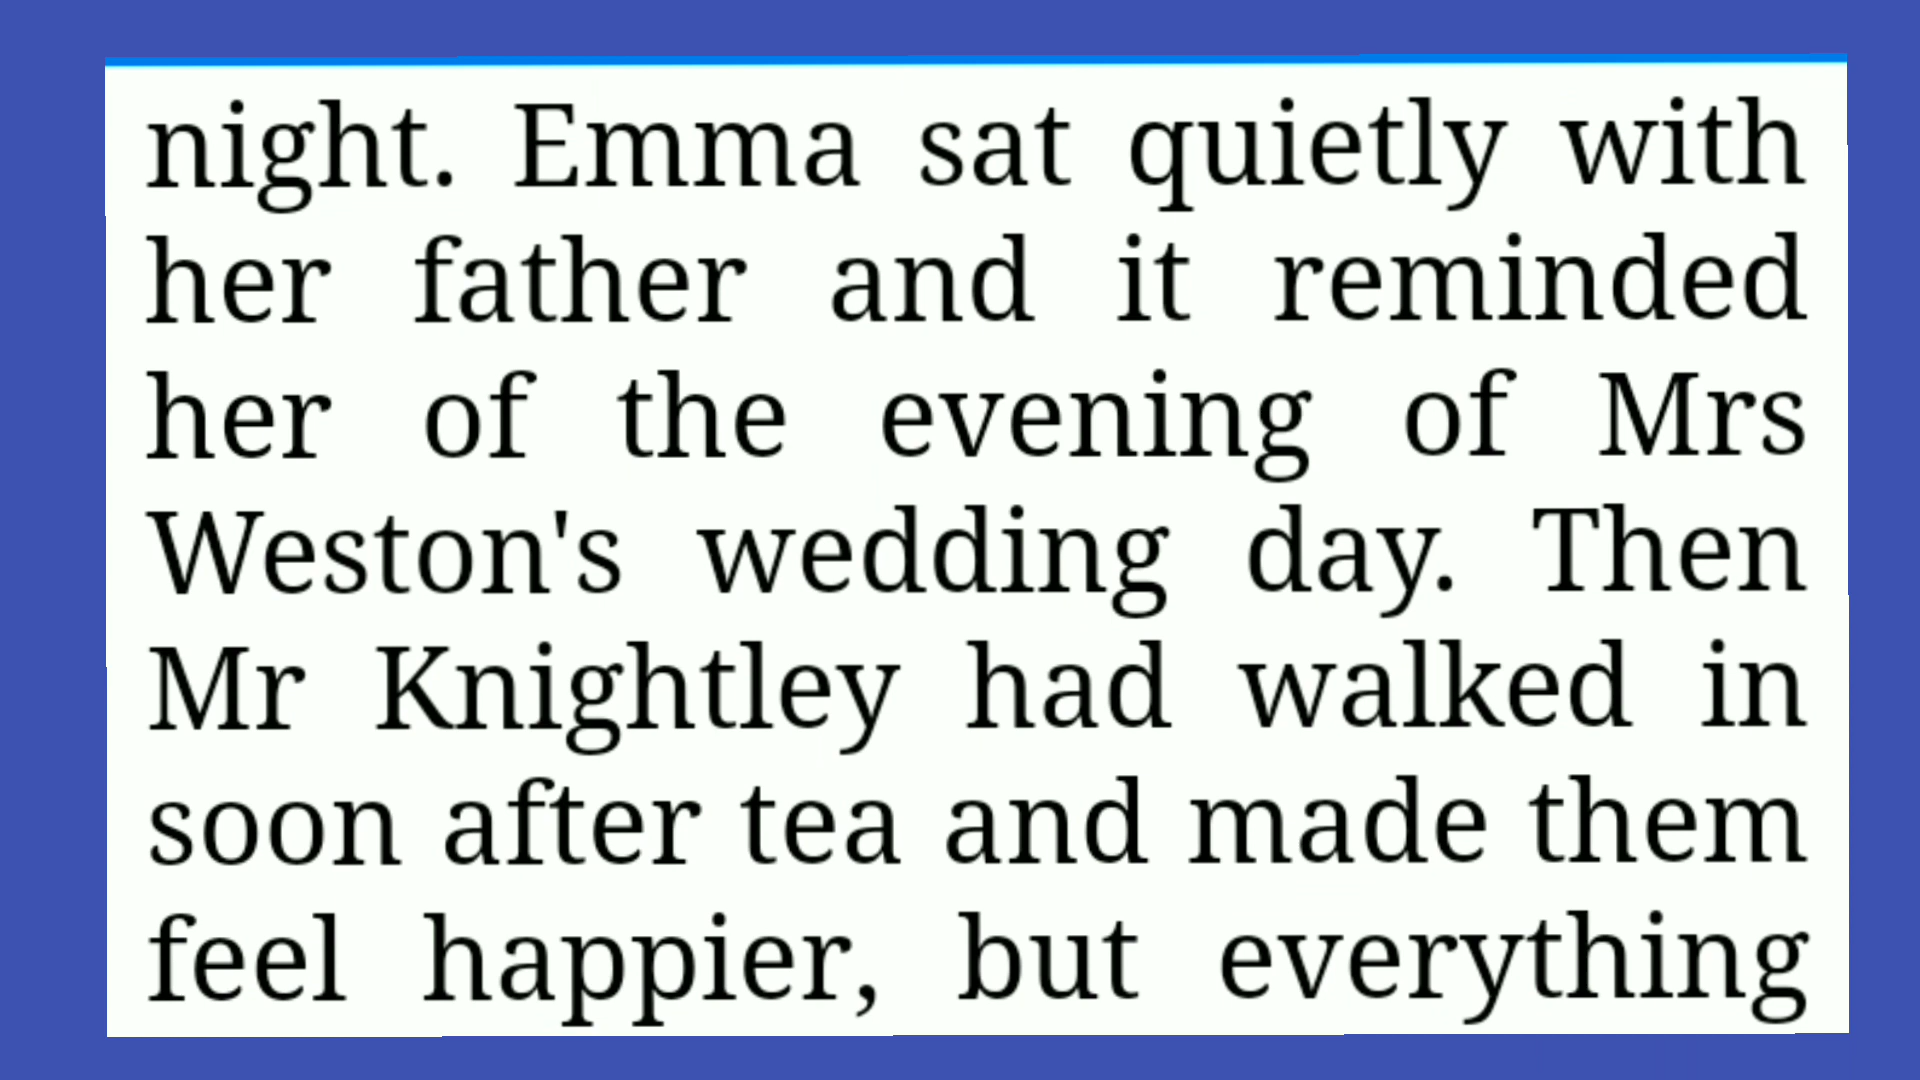 night. Emma sat quietly with
her father and it reminded
her of the evening of Mrs
Weston's wedding day. Then
Mr Knightley had walked in
soon after tea and made them
feel happier, but everything